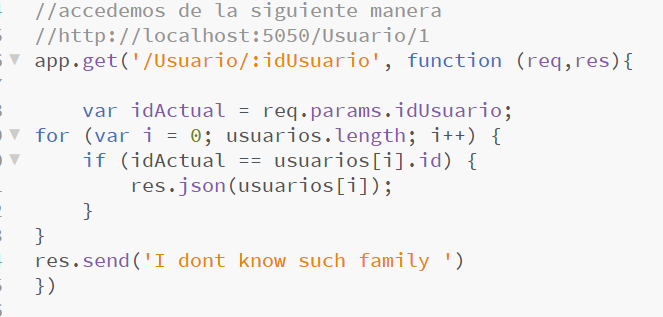 //accedemos de la siguiente manera
//http://localhost:5050/Usuario/1
app.get('/Usuario/:idUsuario', function (req,res){
var idActual = req.params.idUsuario;
for (var i = 0; usuarios.length; i++) {
if (idActual == usuarios[i].id) {
res.json(usuarios[i]);
}
}
res.send('I dont know such family ')
})